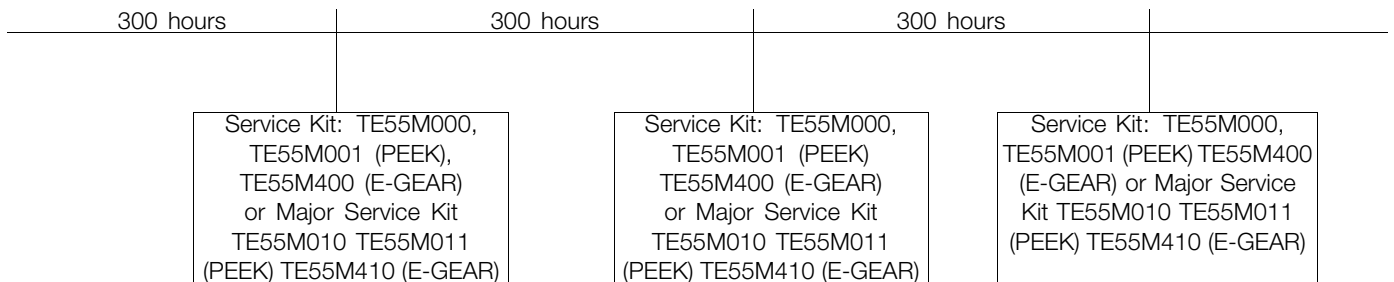 300 hours
300 hours
300 hours
Service Kit: TE55M000,
TE55M001 (PEEK),
TE55M400 (E-GEAR)
or Major Service Kit
TE55M010 TE55M011
(PEEK) TE55M410 (E-GEAR)
Service Kit: TE55M000,
TE55M001 (PEEK)
TE55M400 (E-GEAR)
or Major Service Kit
TE55M010 TE55M011
(PEEK) TE55M410 (E-GEAR)
Service Kit: TE55M000,
TE55M001 (PEEK) TE55M400
(E-GEAR) or Major Service
Kit TE55M010 TE55M011
(PEEK) TE55M410 (E-GEAR)